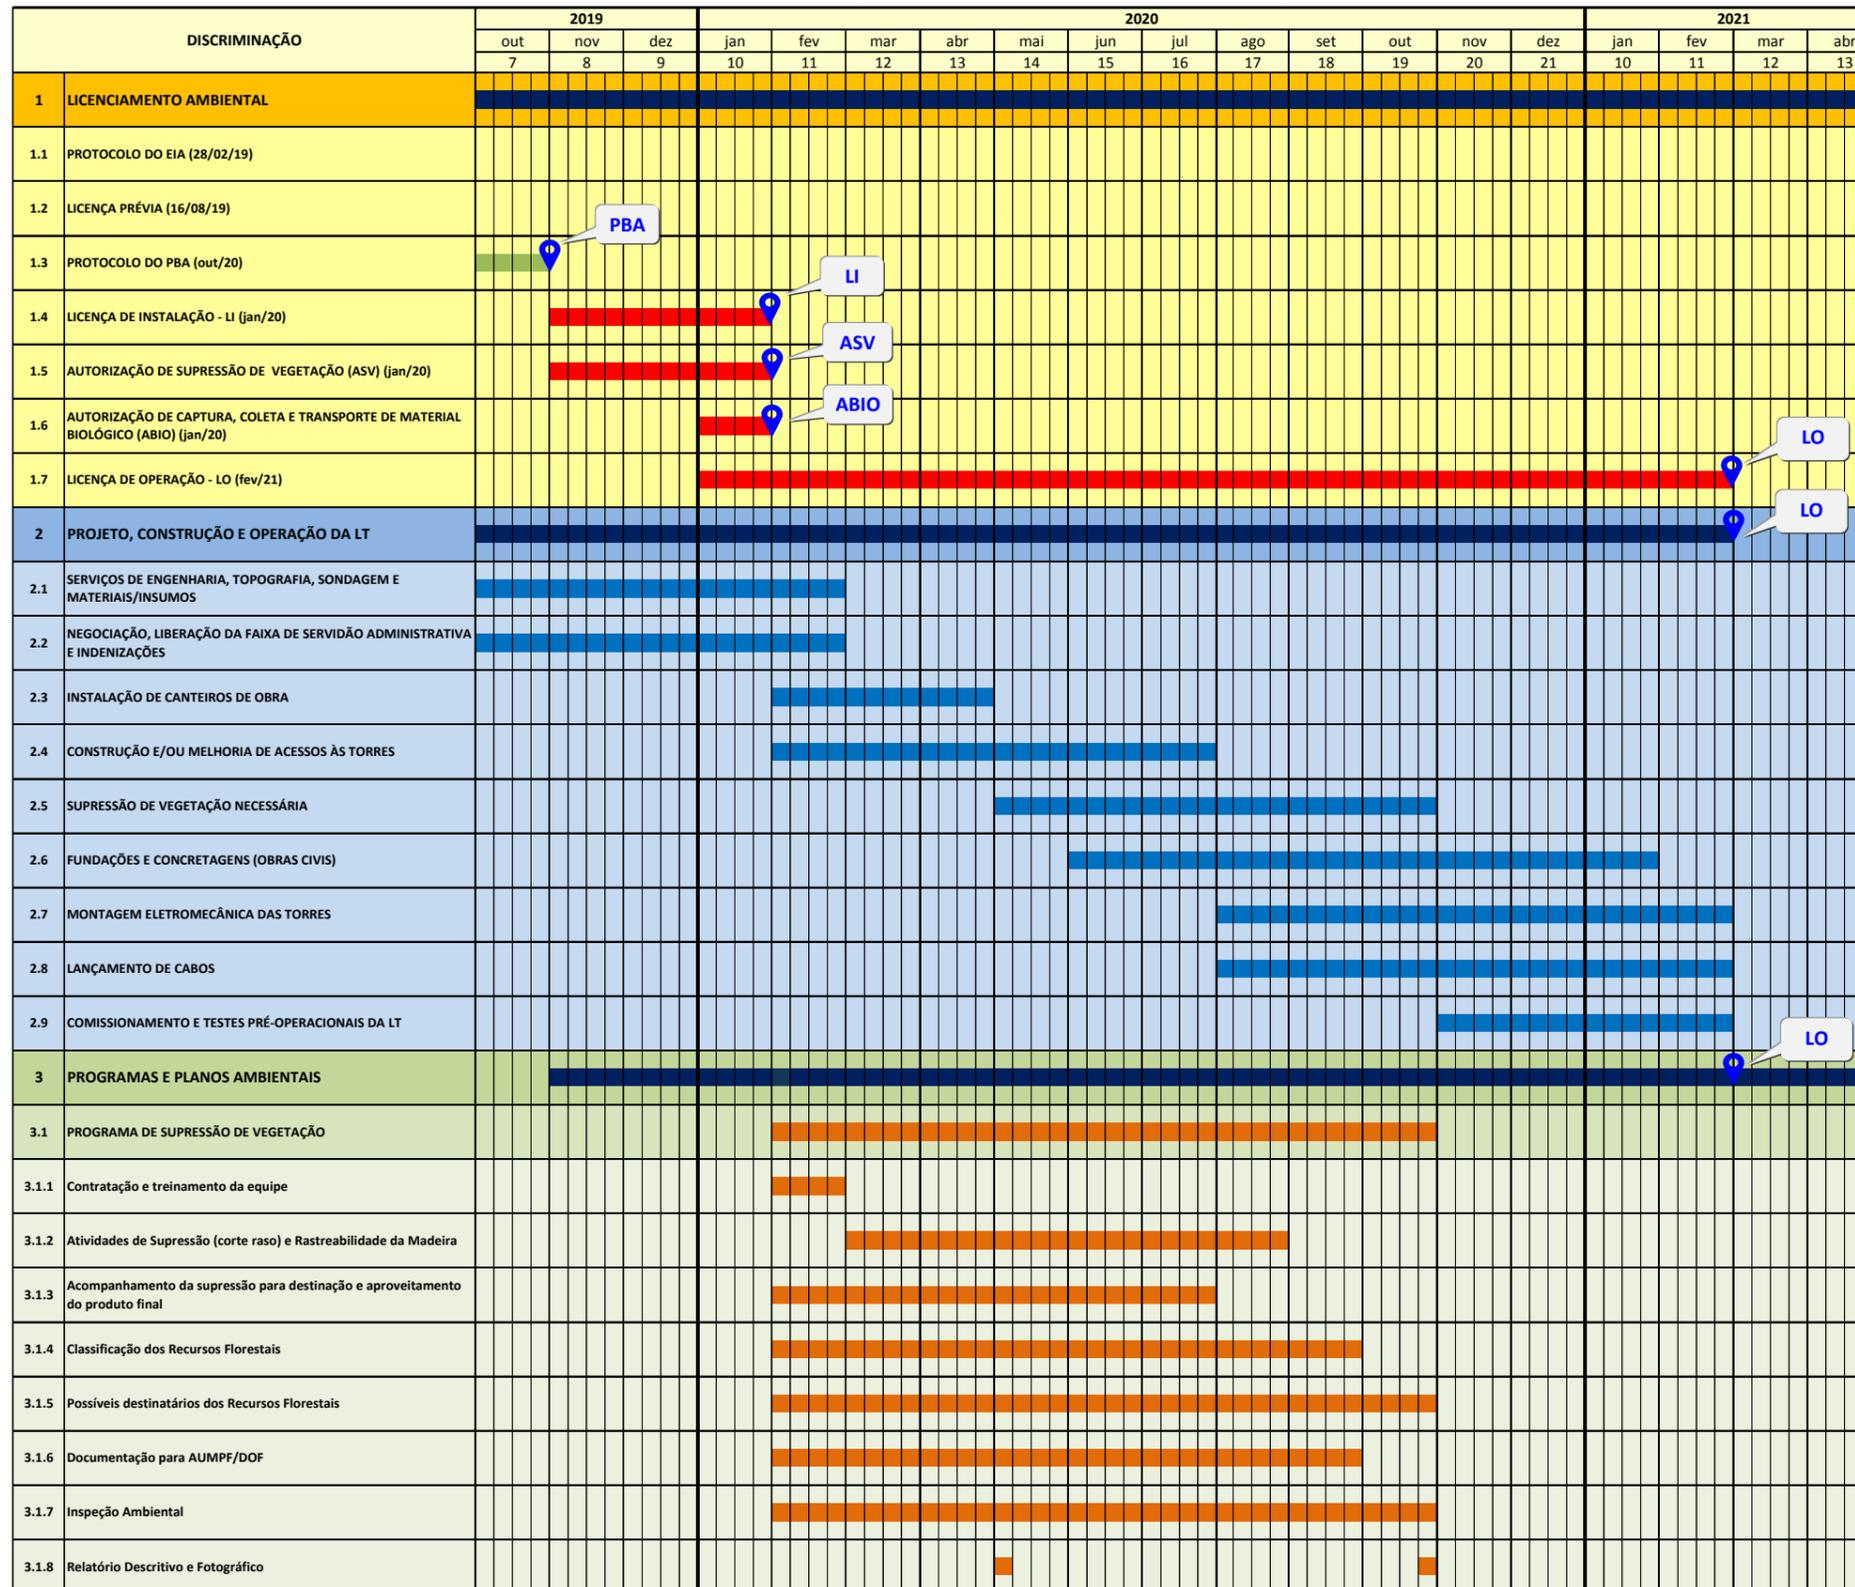 DISCRIMINAÇÃO
2019 2020 2021
out nov dez jan fev mar abr mai jun jul ago set out nov dez jan fev mar abr
7 8 9 10 11 12 13 14 15 16 17 18 19 20 21 10 11 12 13
1 LICENCIAMENTO AMBIENTAL
1.1 PROTOCOLO DO EIA (28/02/19)
1.2 LICENÇA PRÉVIA (16/08/19)
PBA
1.3 PROTOCOLO DO PBA (out/20)
LI
1.4 LICENÇA DE INSTALAÇÃO - LI (jan/20)
ASV
1.5 AUTORIZAÇÃO DE SUPRESSÃO DE VEGETAÇÃO (ASV) (jan/20)
ABIO
1.6 AUTORIZAÇÃO DE CAPTURA, COLETA E TRANSPORTE DE MATERIAL
BIOLÓGICO (ABIO) (jan/20)
LO
1.7 LICENÇA DE OPERAÇÃO - LO (fev/21)
LO
2 PROJETO, CONSTRUÇÃO E OPERAÇÃO DA LT
2.1 SERVIÇOS DE ENGENHARIA, TOPOGRAFIA, SONDAGEM E
MATERIAIS/INSUMOS
2.2 NEGOCIAÇÃO, LIBERAÇÃO DA FAIXA DE SERVIDÃO ADMINISTRATIVA
E INDENIZAÇÕES
2.3 INSTALAÇÃO DE CANTEIROS DE OBRA
2.4 CONSTRUÇÃO E/OU MELHORIA DE ACESSOS ÀS TORRES
2.5 SUPRESSÃO DE VEGETAÇÃO NECESSÁRIA
2.6 FUNDAÇÕES E CONCRETAGENS (OBRAS CIVIS)
2.7 MONTAGEM ELETROMECÂNICA DAS TORRES
2.8 LANÇAMENTO DE CABOS
2.9 COMISSIONAMENTO E TESTES PRÉ-OPERACIONAIS DA LT
LO
3 PROGRAMAS E PLANOS AMBIENTAIS
3.1 PROGRAMA DE SUPRESSÃO DE VEGETAÇÃO
3.1.1 Contratação e treinamento da equipe
3.1.2 Atividades de Supressão (corte raso) e Rastreabilidade da Madeira
3.1.3 Acompanhamento da supressão para destinação e aproveitamento
do produto final
3.1.4 Classificação dos Recursos Florestais
3.1.5 Possíveis destinatários dos Recursos Florestais
3.1.6 Documentação para AUMPF/DOF
3.1.7 Inspeção Ambiental
3.1.8 Relatório Descritivo e Fotográfico